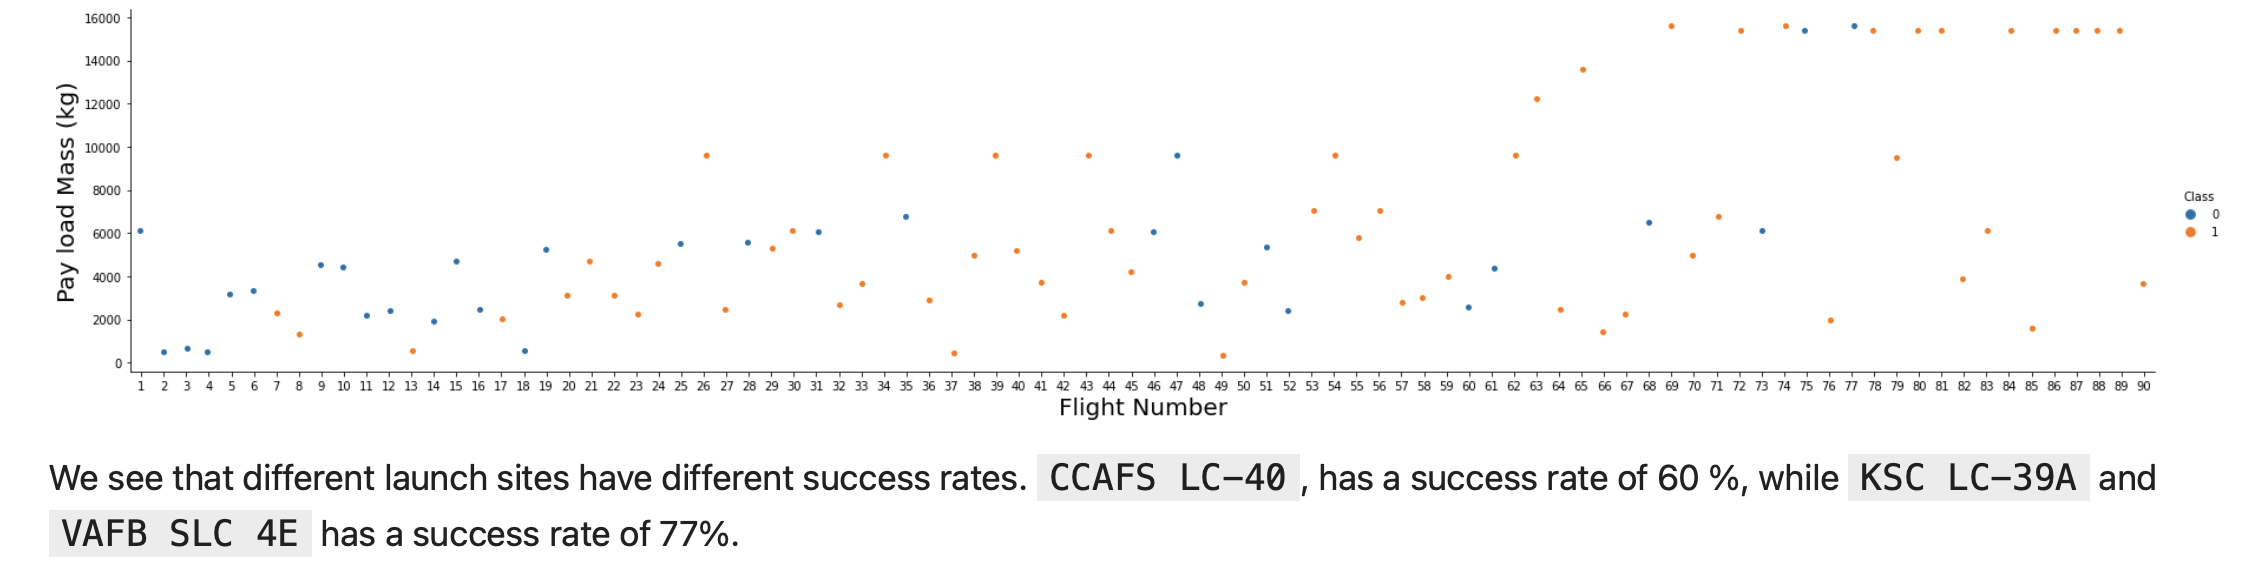 16000
14000
12000
10000
8000
6000
4000
2000
0
Pay load Mass (kg)
1 2 3 4 5 6 7 8 9 10 11 12 13 14 15 16 17 18 19 20 21 22 23 24 25 26 27 28 29 30 31 32 33 34 35 36 37 38 39 40 41 42 43 44 45 46 47 48 49 50 51 52 53 54 55 56 57 58 59 60 61 62 63 64 65 66 67 68 69 70 71 72 73 74 75 76 77 78 79 80 81 82 83 84 85 86 87 88 89 90
Flight Number
Class
0
1
We see that different launch sites have different success rates. CCAFS LC-40 , has a success rate of 60 %, while KSC LC-39A and
VAFB SLC 4E has a success rate of 77%.